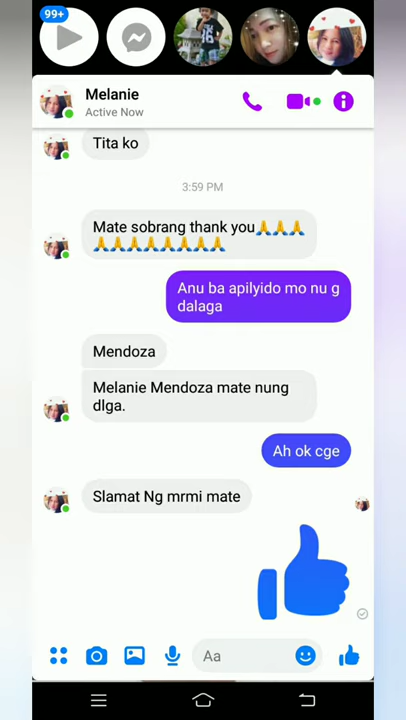 99+
Melanie
Active Now
Tita ko
3:59 PM
Mate sobrang thank you🙏🙏🙏
🙏🙏🙏🙏🙏🙏🙏🙏
Anu ba apilyido mo nu g
dalaga
Mendoza
Melanie Mendoza mate nung
dlga.
Ah ok cge
Slamat Ng mrmi mate
Aa